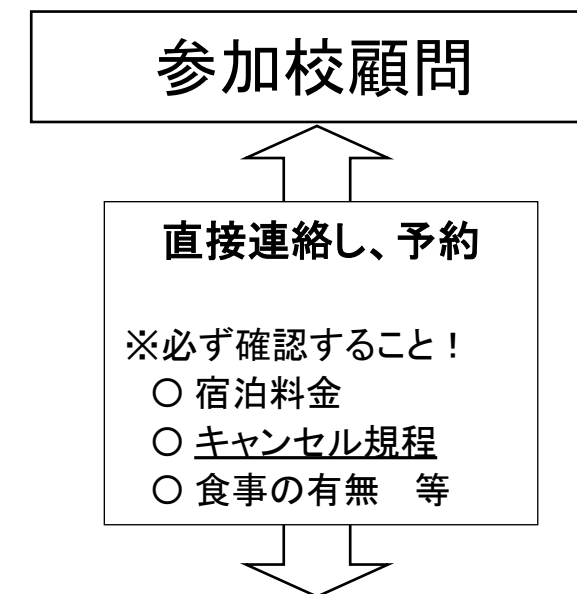 参加校顧問
直接連絡し、予約
※必ず確認すること！
〇 宿泊料金
〇 キャンセル規程
〇 食事の有無　等